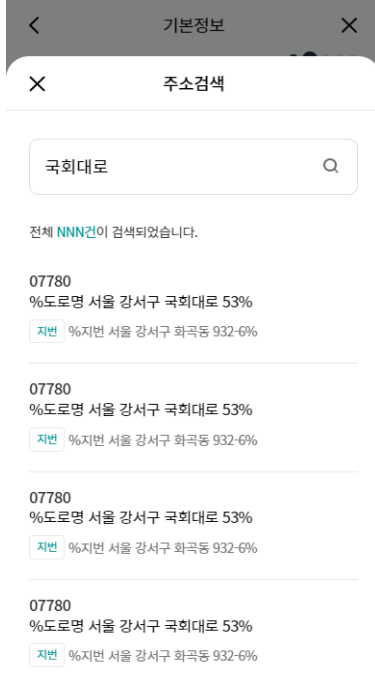 기본정보
주소검색
국회대로
전체 NNN건이 검색되었습니다.
07780
%도로명 서울 강서구 국회대로 53%
지번 %지번 서울 강서구 화곡동 932-6%
07780
%도로명 서울 강서구 국회대로 53%
지번 %지번 서울 강서구 화곡동 932-6%
07780
%도로명 서울 강서구 국회대로 53%
지번 %지번 서울 강서구 화곡동 932-6%
07780
%도로명 서울 강서구 국회대로 53%
지번 %지번 서울 강서구 화곡동 932-6%